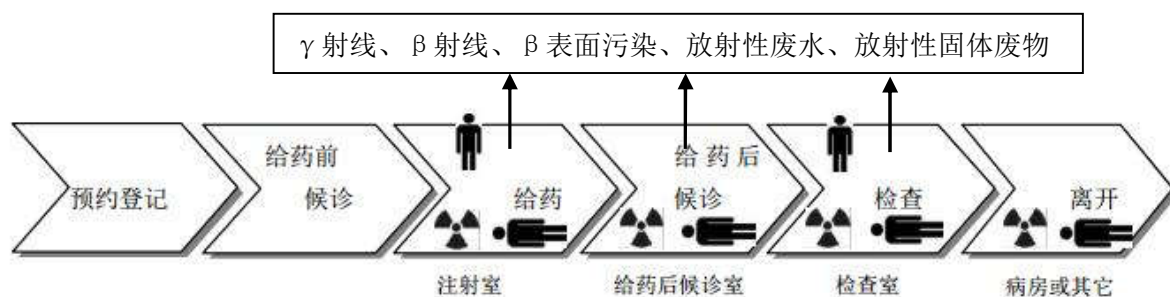 γ射线、β射线、β表面污染、放射性废水、放射性固体废物
预约登记
给药前
候诊
给药
给药后
候诊
检查
离开
注射室
给药后候诊室
检查室
病房或其它